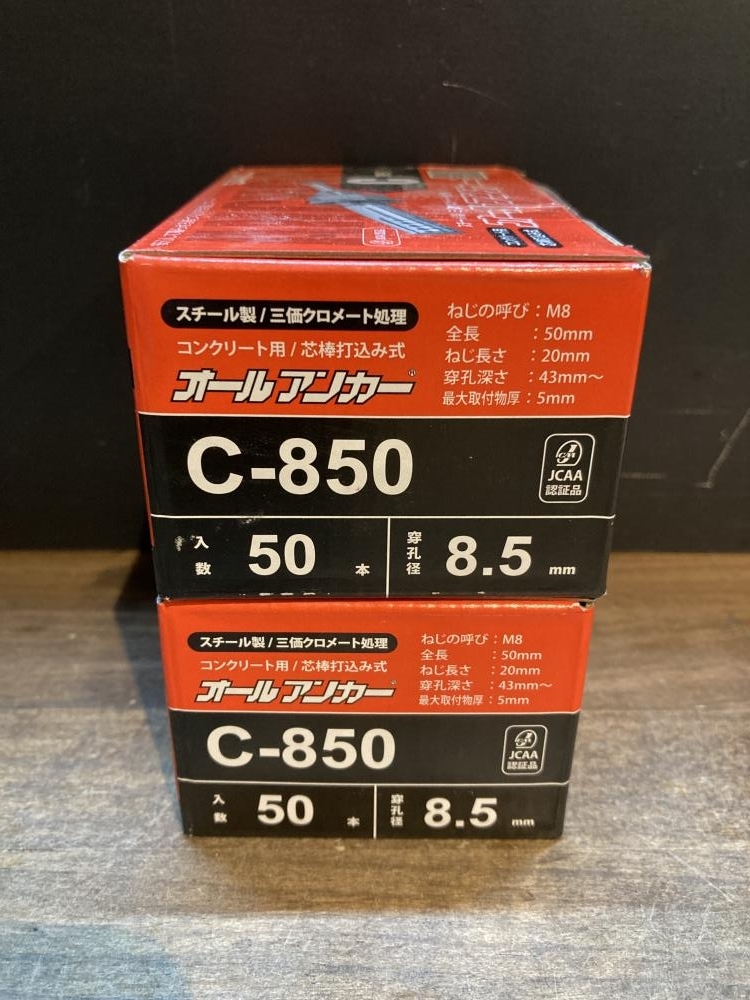 スチール製/三価クロメート処理
コンクリート用/芯棒打込み式
オールアンカー®
ねじの呼び：M8
全長　　　：50mm
ねじ長さ　：20mm
穿孔深さ　：43mm～
最大取付物厚：5mm
C-850
JCAA
認証品
入数 50 本
穿孔径 8.5 mm
スチール製/三価クロメート処理
コンクリート用/芯棒打込み式
オールアンカー®
ねじの呼び：M8
全長　　　：50mm
ねじ長さ　：20mm
穿孔深さ　：43mm～
最大取付物厚：5mm
C-850
JCAA
認証品
入数 50 本
穿孔径 8.5 mm